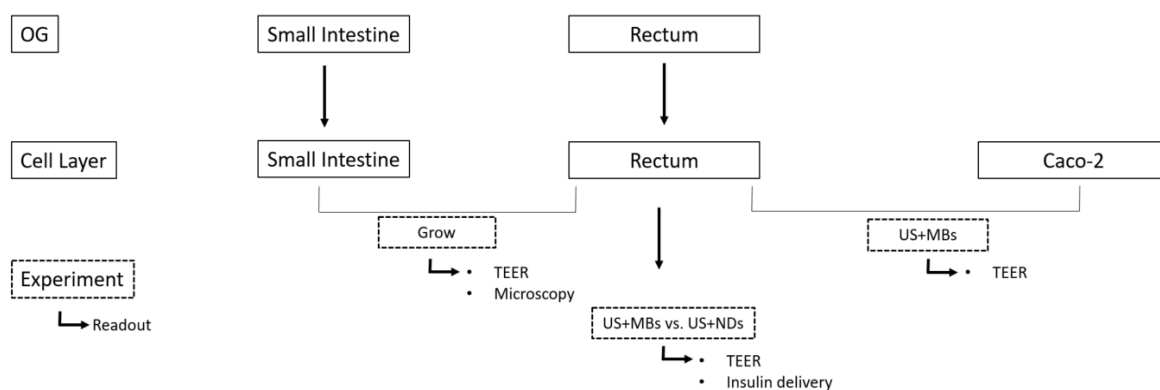 OG
Small Intestine
Rectum
Cell Layer
Small Intestine
Rectum
Caco-2
Grow
US+MBs
• TEER
• Microscopy
• TEER
Experiment
Readout
US+MBs vs. US+NDs
• TEER
• Insulin delivery